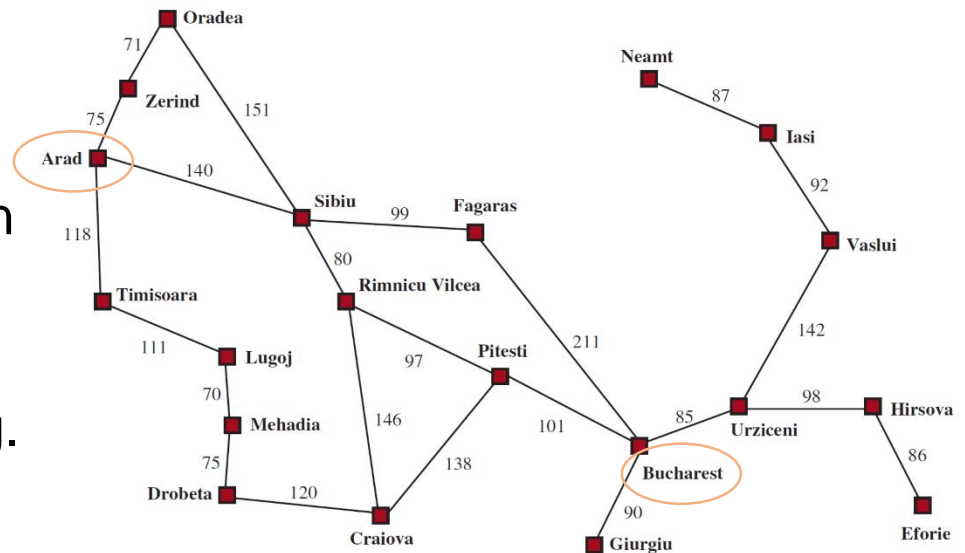 Oradea
71
Neamt
87
Zerind
151
75
Iasi
Arad
140
92
Sibiu
99
Fagaras
n
118
80
Vaslui
Rimnicu Vilcea
Timisoara
142
111
97
Pitesti
211
Lugoj
70
146
101
85
98
Hirsova
g.
Mehadia
Urziceni
138
75
Bucharest
86
Drobeta
120
90
Craiova
Giurgiu
Eforie